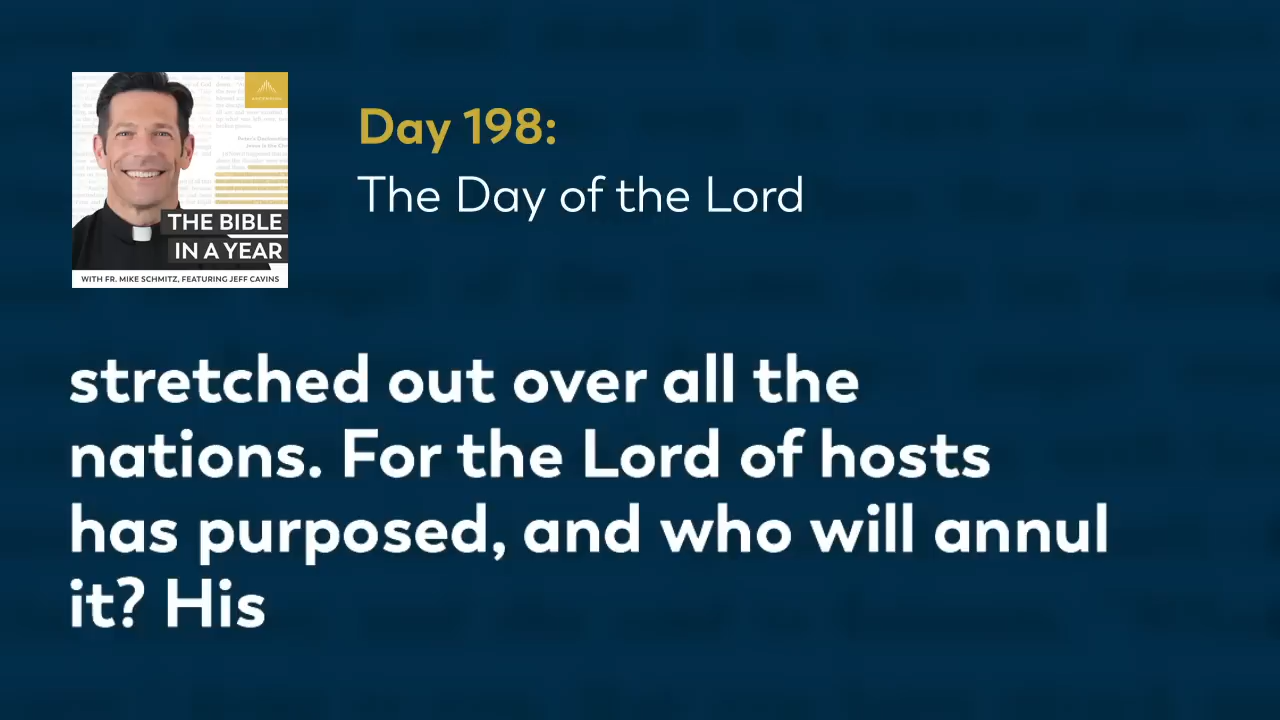 THE BIBLE
IN A YEAR
WITH FR. MIKE SCHMITZ, FEATURING JEFF CAVINS
Day 198:
The Day of the Lord
stretched out over all the
nations. For the Lord of hosts
has purposed, and who will annul
it? His